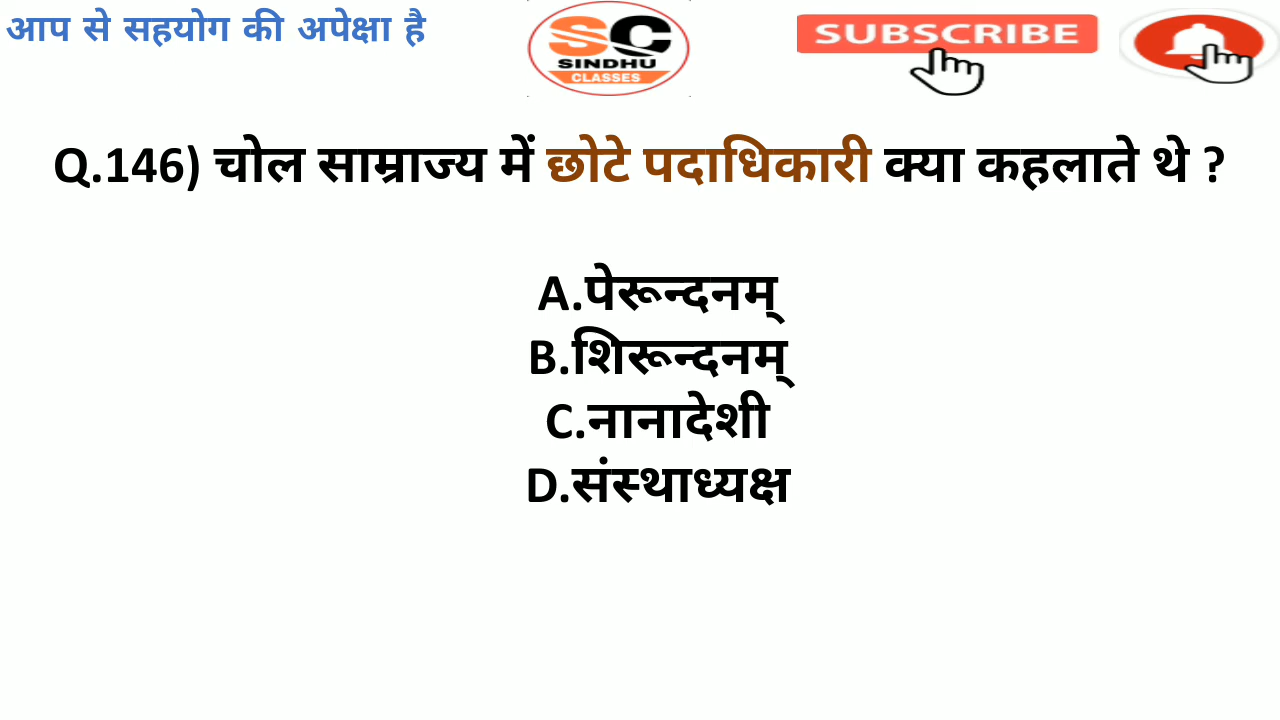 आप से सहयोग की अपेक्षा है
SC
SINDHU
CLASSES
SUBSCRIBE
Q.146) चोल साम्राज्य में छोटे पदाधिकारी क्या कहलाते थे ?
A.पेरून्दनम्
B.शिरून्दनम्
C.नानादेशी
D.संस्थाध्यक्ष